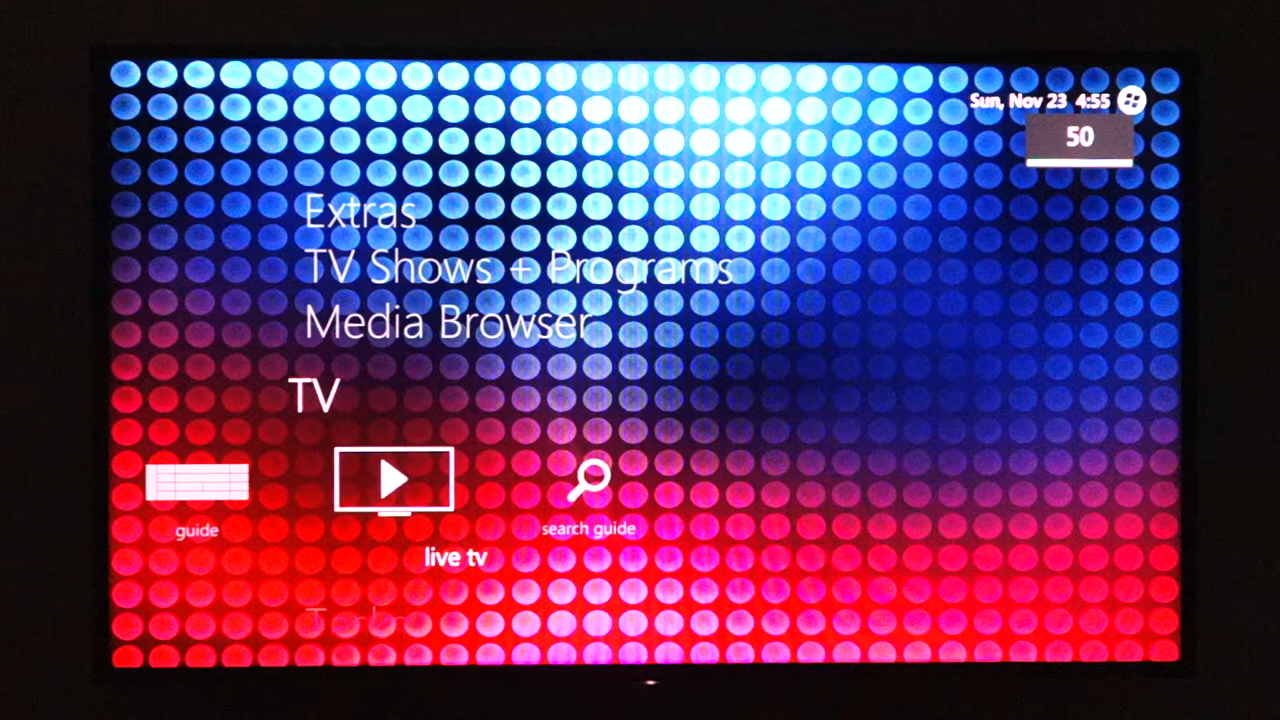 Sun, Nov 23 4:55
50
Extras
TV Shows + Programs
Media Browser
TV
guide
live tv
search guide